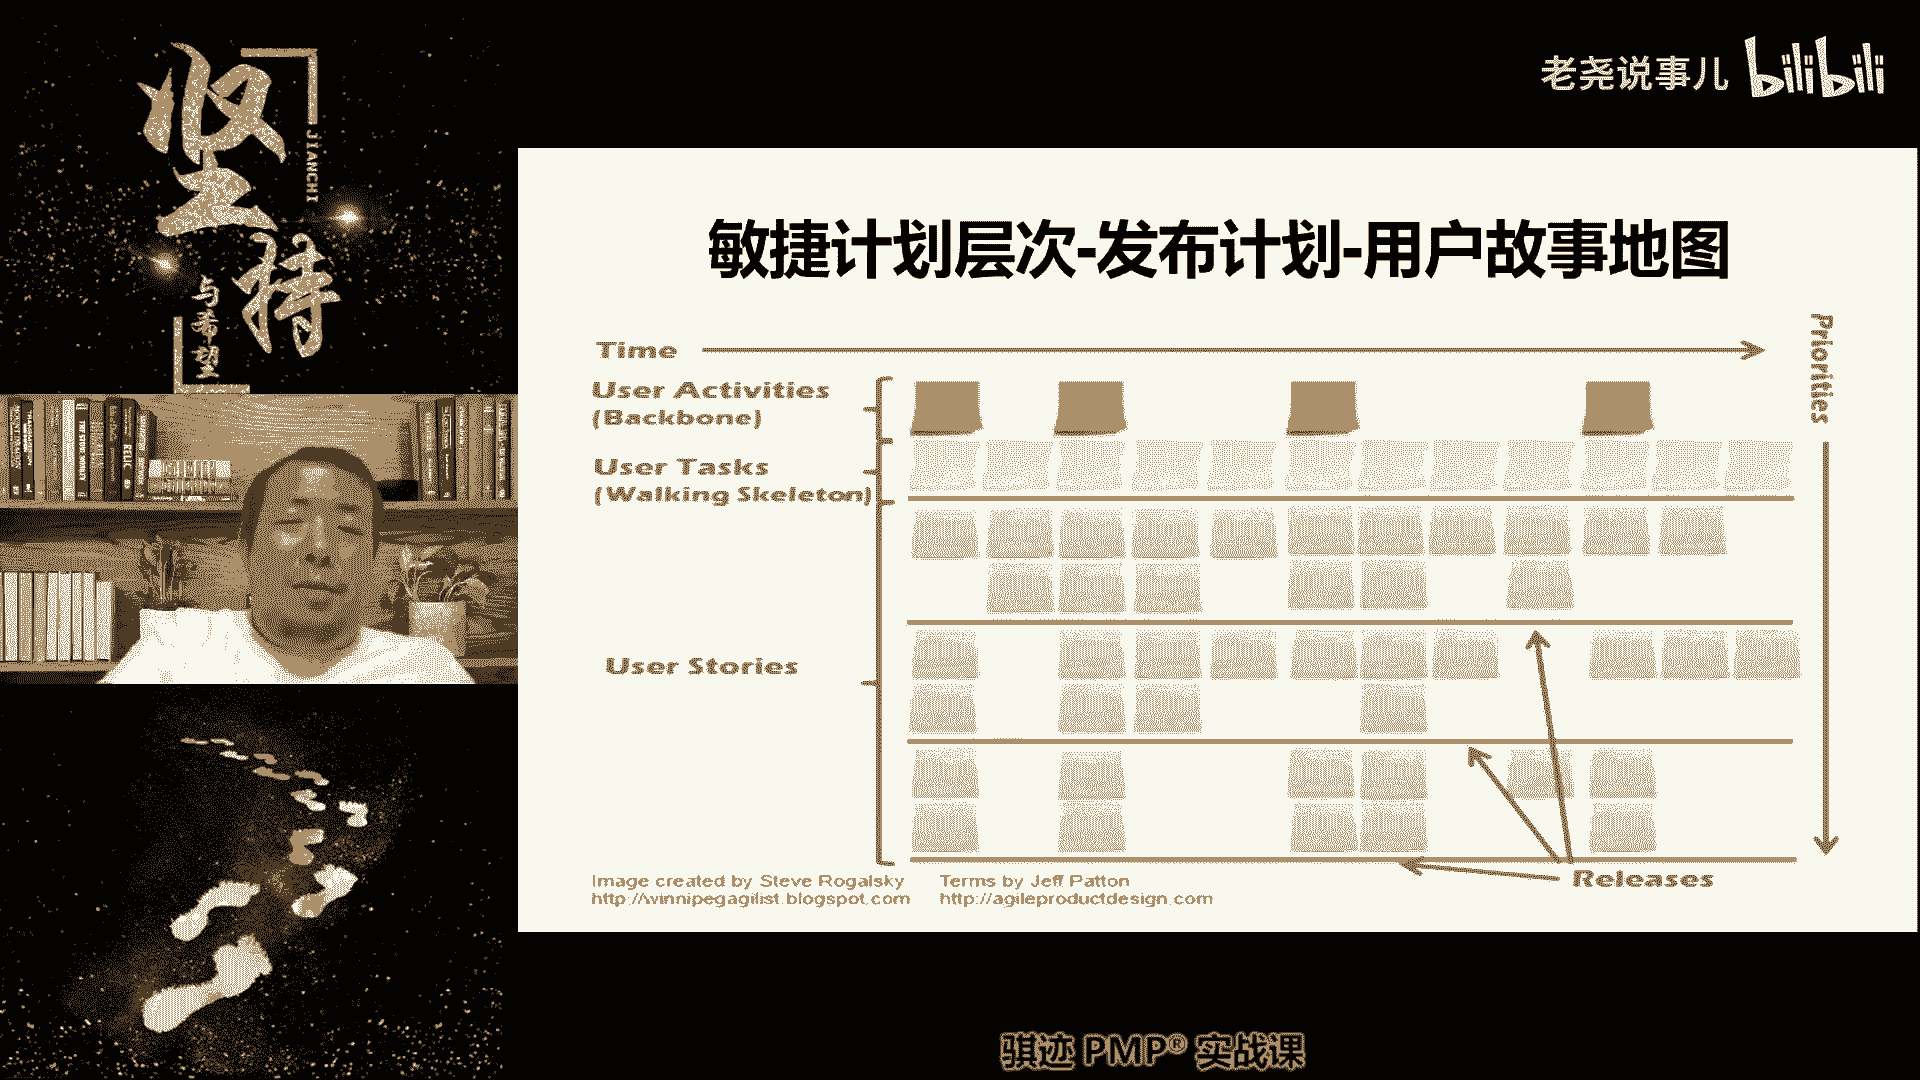 坚持
JIANCHI
与希望
老尧说事儿 bilibili
敏捷计划层次-发布计划-用户故事地图
Time
Priorities
User Activities
(Backbone)
User Tasks
(Walking Skeleton)
User Stories
Releases
Image created by Steve Rogalsky
http://winnipegagilist.blogspot.com
Terms by Jeff Patton
http://agileproductdesign.com
骐迹 PMP® 实战课